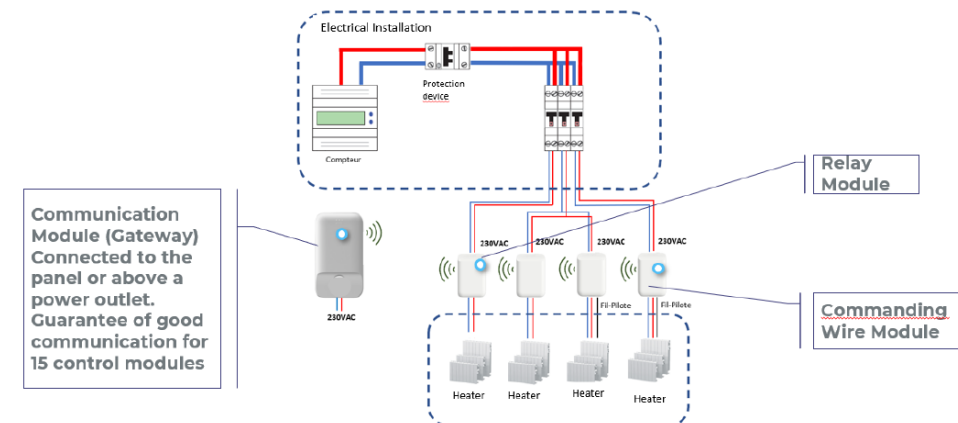 Electrical Installation
Protection
device
Compteur
Relay
Module
Communication
Module (Gateway)
Connected to the
panel or above a
power outlet.
Guarantee of good
communication for
15 control modules
230VAC
230VAC
230VAC
230VAC
230VAC
Fil-Pilote
Fil-Pilote
Commanding
Wire Module
Heater
Heater
Heater
Heater